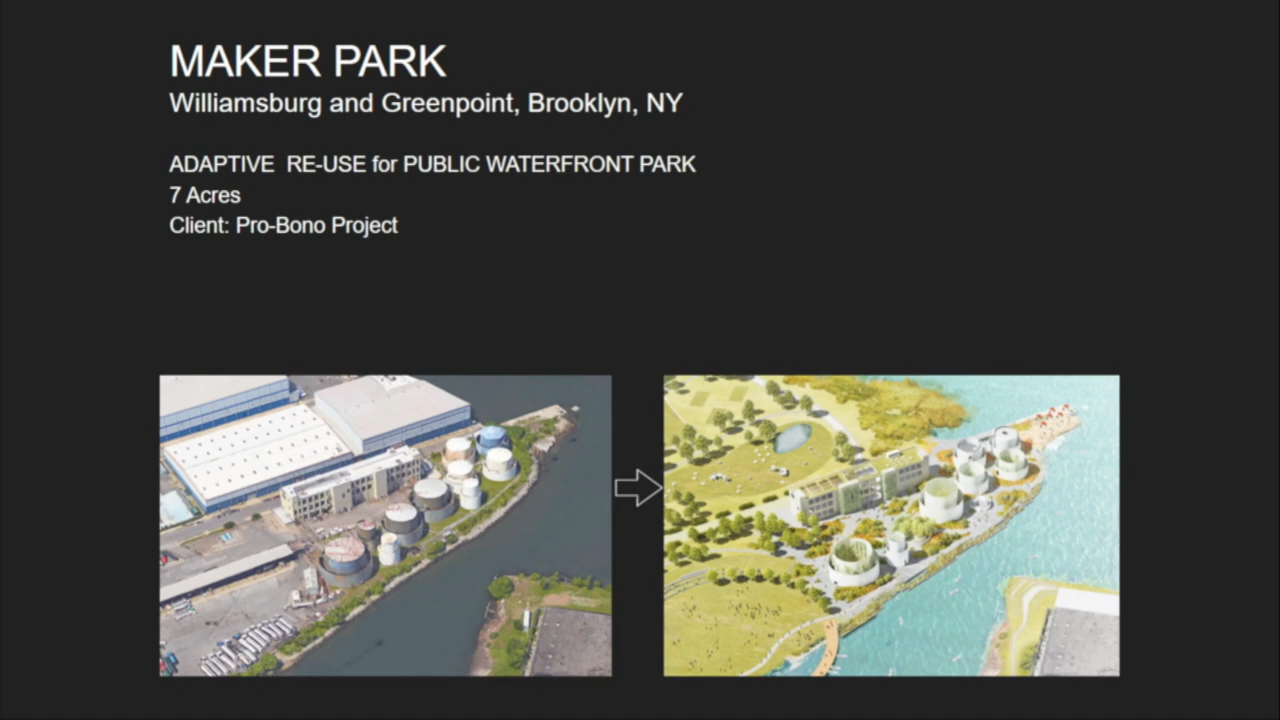 MAKER PARK
Williamsburg and Greenpoint, Brooklyn, NY
ADAPTIVE  RE-USE for PUBLIC WATERFRONT PARK
7 Acres
Client: Pro-Bono Project